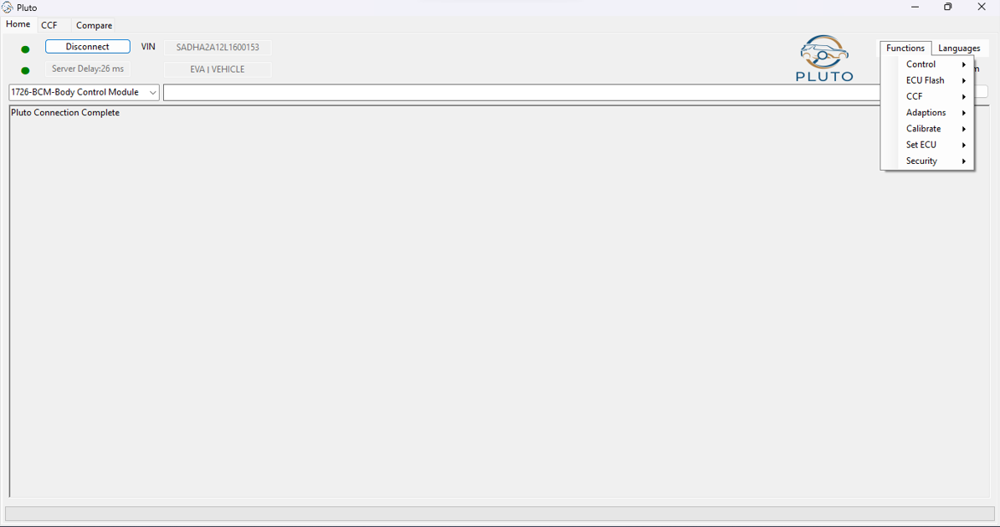 Pluto
Home CCF Compare
Disconnect VIN SADHA2A12L1600153
Server Delay:26 ms EVA | VEHICLE
PLUTO
1726-BCM-Body Control Module
Pluto Connection Complete
Functions Languages
Control
ECU Flash
CCF
Adaptions
Calibrate
Set ECU
Security